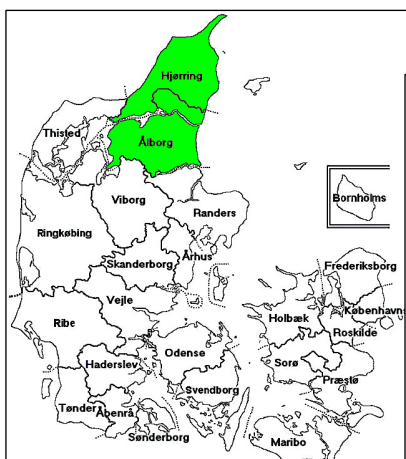 Hjørring
Thisted
Ålborg
Viborg
Randers
Bornholms
Ringkøbing
Århus
Skanderborg
Frederiksborg
Vejle
Holbæk
Københavns
Ribe
Roskilde
Odense
Haderslev
Sorø
Præstø
Svendborg
Tønder
Åbenrå
Sønderborg
Maribo